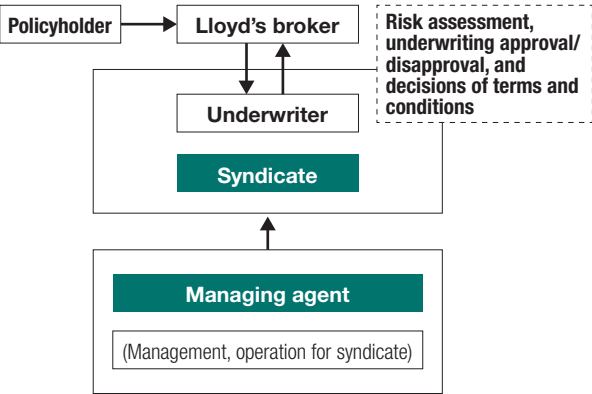 Policyholder
Lloyd's broker
Risk assessment,
underwriting approval/
disapproval, and
decisions of terms and
conditions
Underwriter
Syndicate
Managing agent
(Management, operation for syndicate)